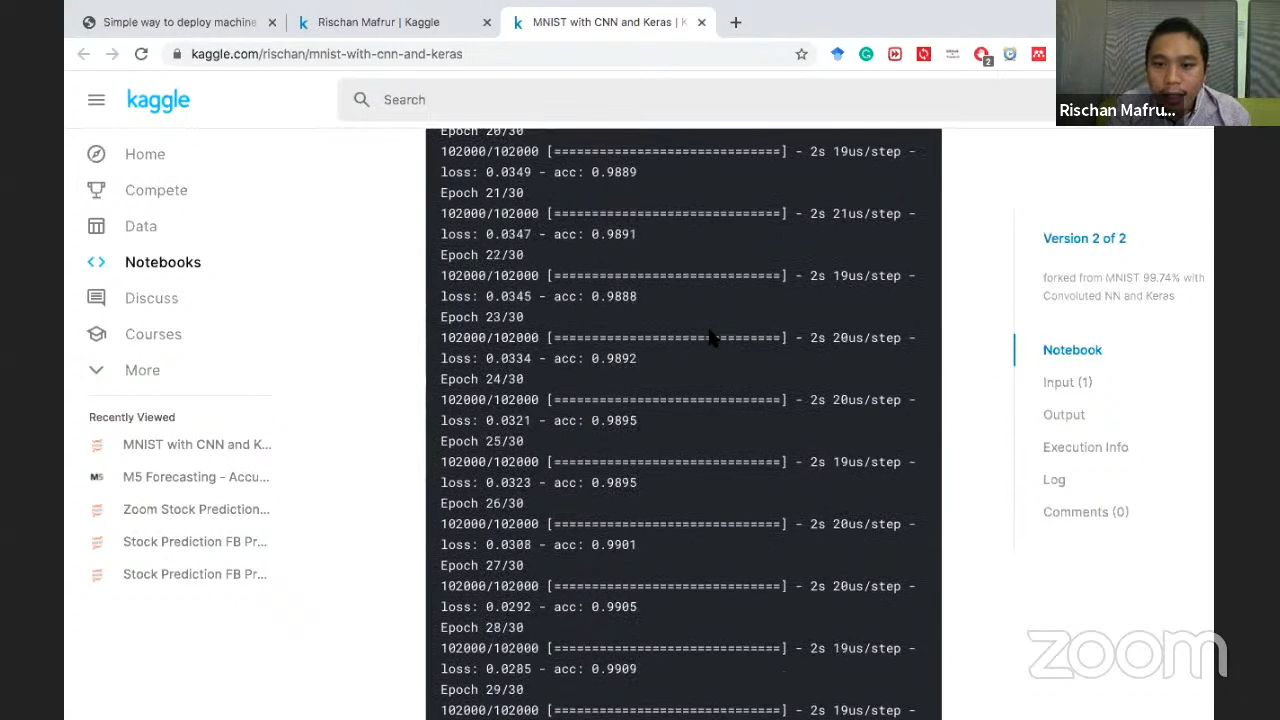 Simple way to deploy machine
Rischan Mafrur | Kaggle
MNIST with CNN and Keras | K
kaggle.com/rischan/mnist-with-cnn-and-keras
2
Rischan Mafru...
kaggle
Search
Home
Compete
Data
Notebooks
Discuss
Courses
More
Recently Viewed
MNIST with CNN and K...
M5 Forecasting - Accu...
Zoom Stock Prediction...
Stock Prediction FB Pr...
Stock Prediction FB Pr...
Epoch 20/30
102000/102000 [==============================] - 2s 19us/step -
loss: 0.0349 - acc: 0.9889
Epoch 21/30
102000/102000 [==============================] - 2s 21us/step -
loss: 0.0347 - acc: 0.9891
Epoch 22/30
102000/102000 [==============================] - 2s 19us/step -
loss: 0.0345 - acc: 0.9888
Epoch 23/30
102000/102000 [==============================] - 2s 20us/step -
loss: 0.0334 - acc: 0.9892
Epoch 24/30
102000/102000 [==============================] - 2s 20us/step -
loss: 0.0321 - acc: 0.9895
Epoch 25/30
102000/102000 [==============================] - 2s 19us/step -
loss: 0.0323 - acc: 0.9895
Epoch 26/30
102000/102000 [==============================] - 2s 20us/step -
loss: 0.0308 - acc: 0.9901
Epoch 27/30
102000/102000 [==============================] - 2s 20us/step -
loss: 0.0292 - acc: 0.9905
Epoch 28/30
102000/102000 [==============================] - 2s 19us/step -
loss: 0.0285 - acc: 0.9909
Epoch 29/30
102000/102000 [==============================] - 2s 19us/step -
Version 2 of 2
forked from MNIST 99.74% with
Convoluted NN and Keras
Notebook
Input (1)
Output
Execution Info
Log
Comments (0)
zoom